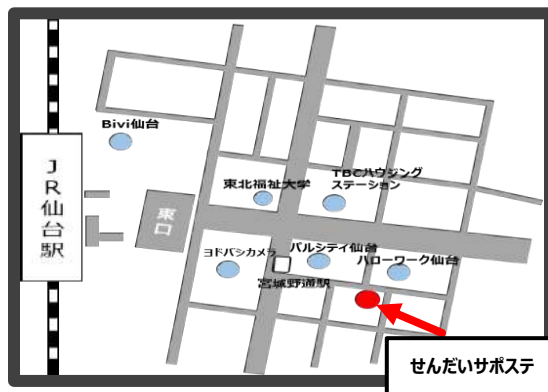 Bivi仙台
JR仙台駅
東口
東北福祉大学
TBCハウジング
ステーション
ヨドバシカメラ
パルシティ仙台
ハローワーク仙台
宮城野通駅
せんだいサポステ